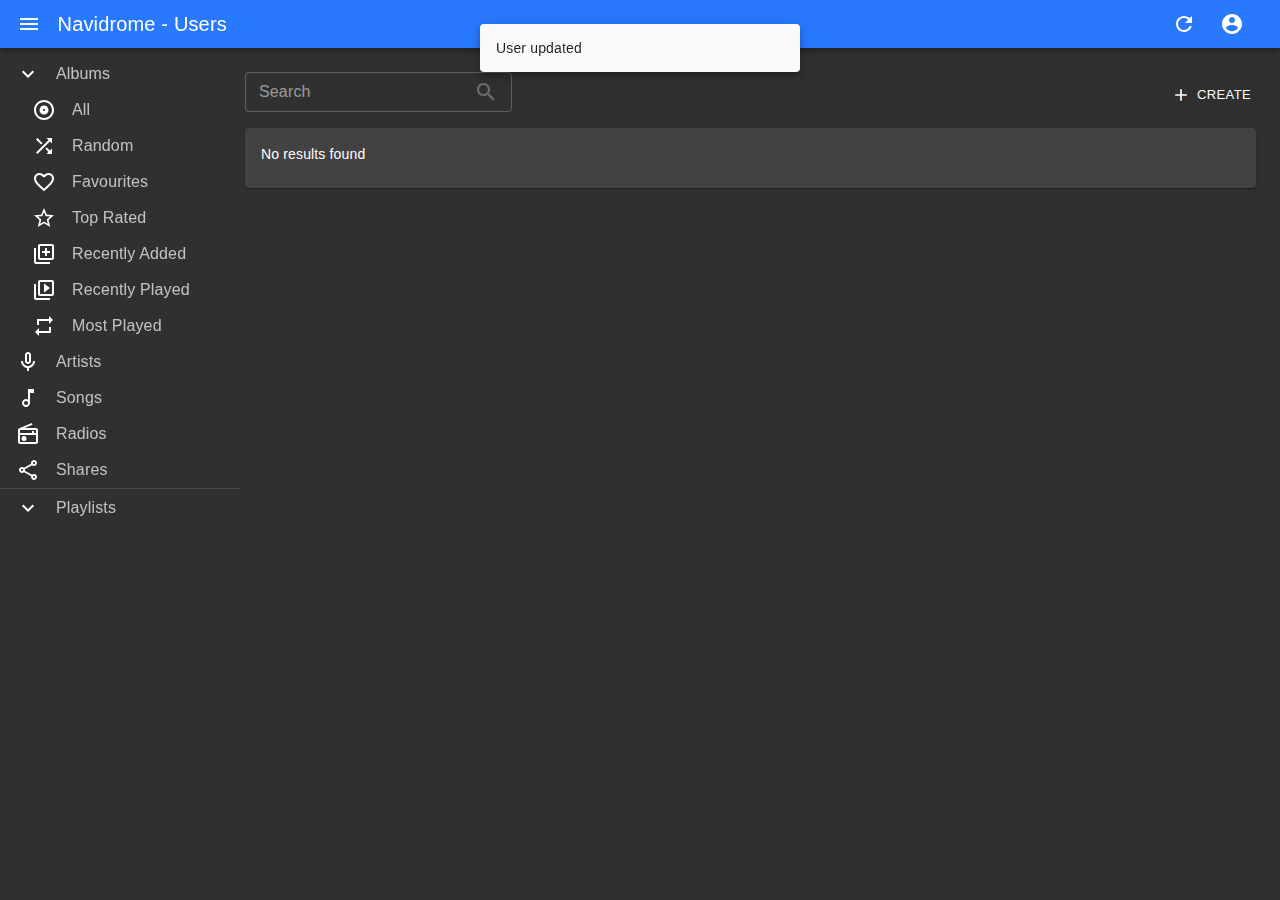 Navidrome - Users
User updated
Albums
All
Random
Favourites
Top Rated
Recently Added
Recently Played
Most Played
Artists
Songs
Radios
Shares
Playlists
Search
CREATE
No results found